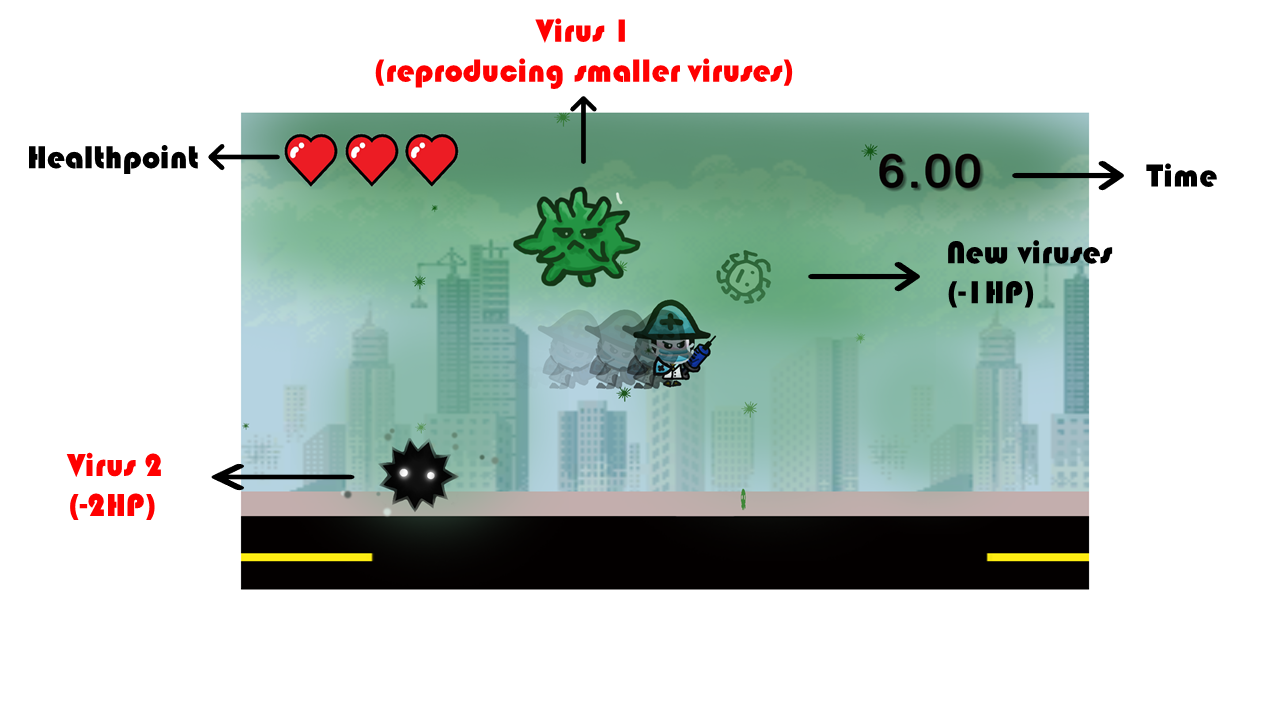 Virus 1
(reproducing smaller viruses)
Healthpoint
6.00
Time
New viruses
(-1HP)
Virus 2
(-2HP)